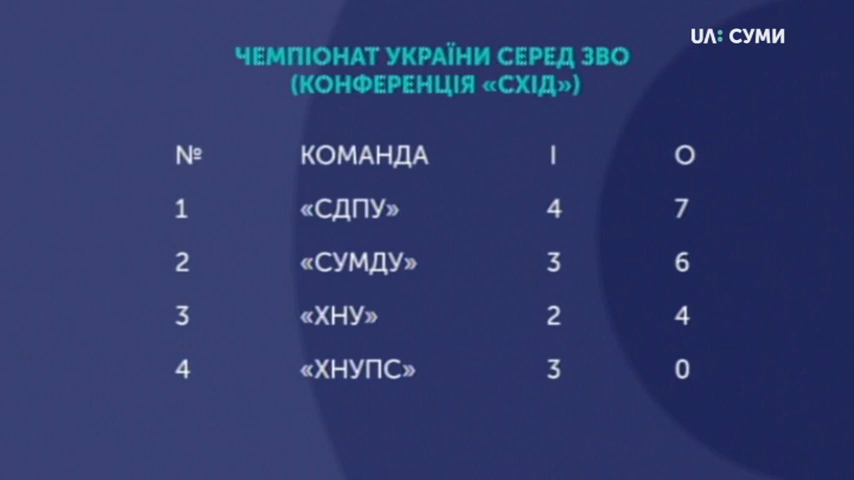 UA: СУМИ
ЧЕМПІОНАТ УКРАЇНИ СЕРЕД ЗВО
(КОНФЕРЕНЦІЯ «СХІД»)
№ КОМАНДА І О
1 «СДПУ» 4 7
2 «СУМДУ» 3 6
3 «ХНУ» 2 4
4 «ХНУПС» 3 0